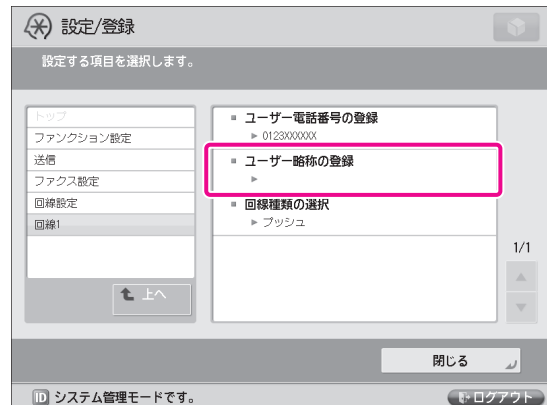 設定/登録
設定する項目を選択します。
トップ
ファンクション設定
送信
ファクス設定
回線設定
回線1
上へ
ユーザー電話番号の登録
0123XXXXXX
ユーザー略称の登録
回線種類の選択
プッシュ
1/1
閉じる
ID システム管理モードです。
ログアウト